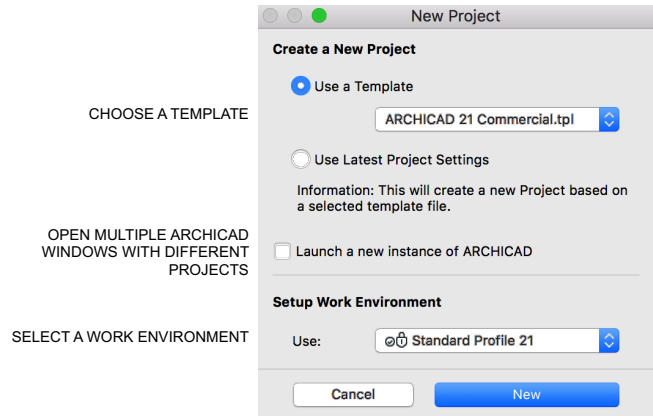 New Project
Create a New Project
Use a Template
CHOOSE A TEMPLATE
ARCHICAD 21 Commercial.tpl
Use Latest Project Settings
Information: This will create a new Project based on
a selected template file.
OPEN MULTIPLE ARCHICAD
WINDOWS WITH DIFFERENT
PROJECTS
Launch a new instance of ARCHICAD
Setup Work Environment
SELECT A WORK ENVIRONMENT
Use:
Standard Profile 21
Cancel
New